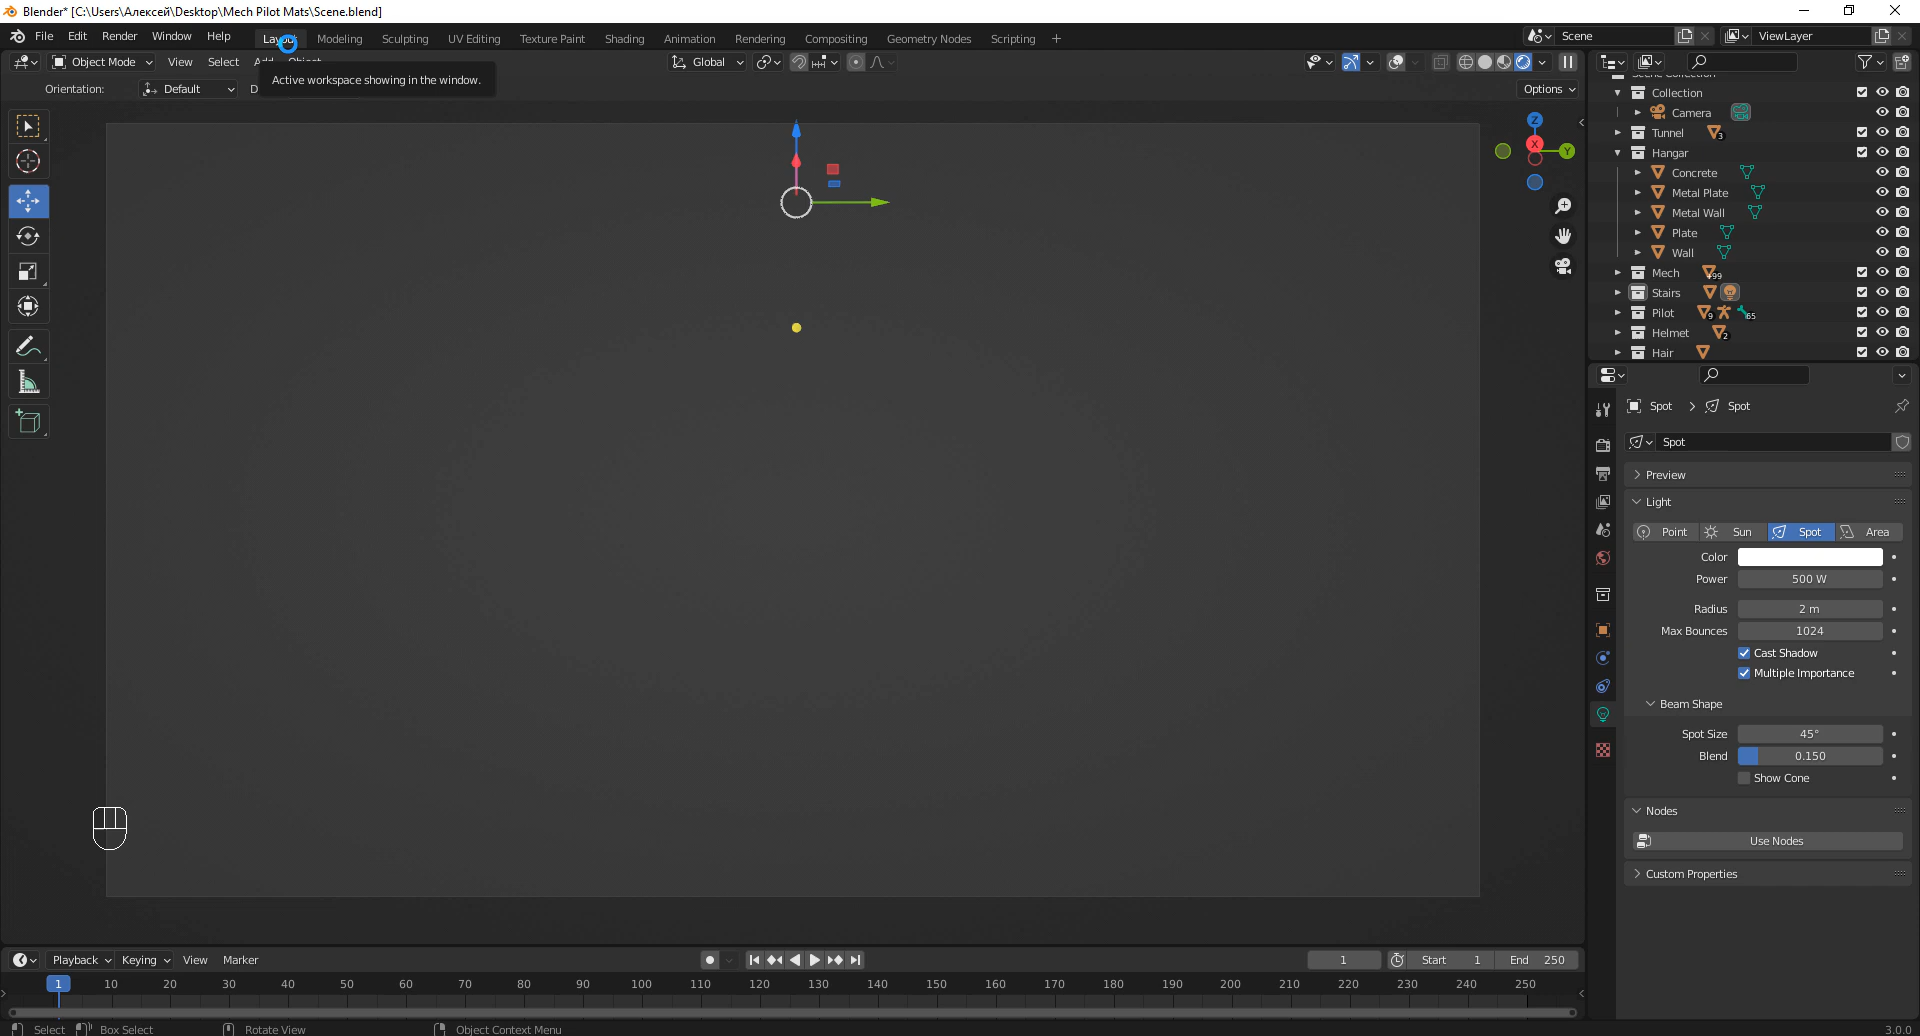 Blender* [C:\Users\Алексей\Desktop\Mech Pilot Mats\Scene.blend]
File Edit Render Window Help
Modeling Sculpting UV Editing Texture Paint Shading Animation Rendering Compositing Geometry Nodes Scripting +
Scene
ViewLayer
Object Mode View Select
Global
Active workspace showing in the window.
Orientation: Default
Options
Z
X
Y
Collection
Camera
Tunnel 3
Hangar
Concrete
Metal Plate
Metal Wall
Plate
Wall
Mech +99
Stairs
Pilot 9 65
Helmet 2
Hair
Spot > Spot
Spot
Preview
Light
Point Sun Spot Area
Color
Power 500 W
Radius 2 m
Max Bounces 1024
Cast Shadow
Multiple Importance
Beam Shape
Spot Size 45°
Blend 0.150
Show Cone
Nodes
Use Nodes
Custom Properties
Playback Keying View Marker
1
Start 1
End 250
1 10 20 30 40 50 60 70 80 90 100 110 120 130 140 150 160 170 180 190 200 210 220 230 240 250
Select Box Select Rotate View Object Context Menu
3.0.0